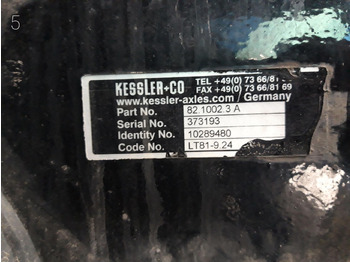 5
KESSLER+CO
TEL +49(0) 73 66/81
FAX +49(0) 73 66/81 69
www.kessler-axles.com / Germany
Part No. 82.1002.3 A
Serial No. 373193
Identity No. 10289480
Code No. LT81-9.24